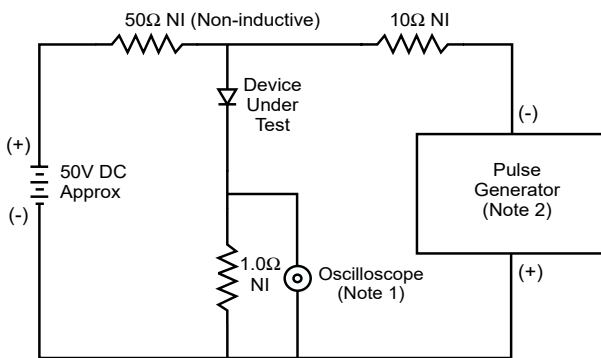 50Ω NI (Non-inductive)
10Ω NI
Device
Under
Test
(-)
(+)
50V DC
Approx
(-)
Pulse
Generator
(Note 2)
1.0Ω
NI
Oscilloscope
(Note 1)
(+)